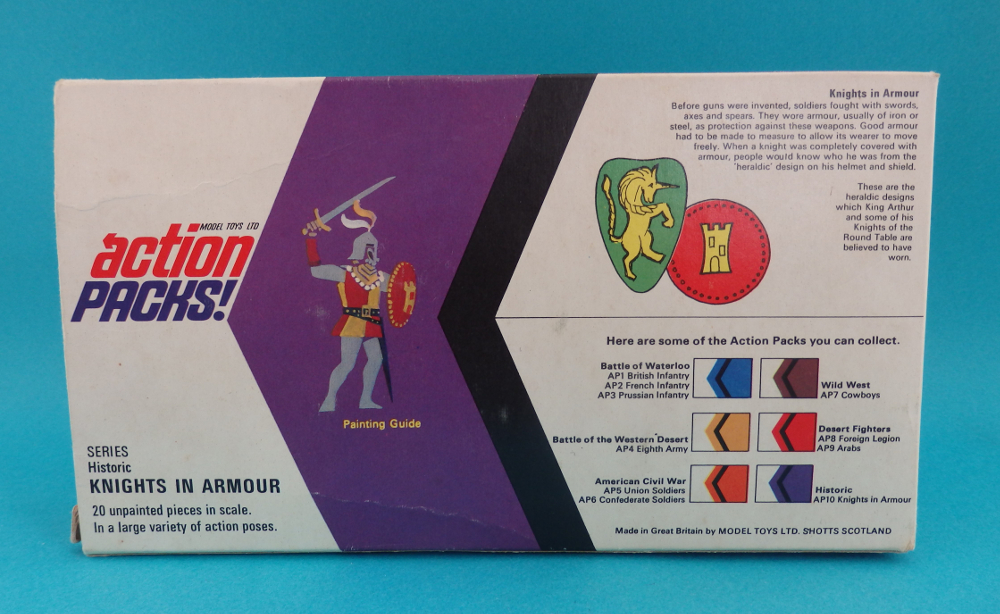 MODEL TOYS LTD
action
PACKS!
SERIES
Historic
KNIGHTS IN ARMOUR
20 unpainted pieces in scale.
In a large variety of action poses.
Painting Guide
Knights in Armour
Before guns were invented, soldiers fought with swords,
axes and spears. They wore armour, usually of iron or
steel, as protection against these weapons. Good armour
had to be made to measure to allow its wearer to move
freely. When a knight was completely covered with
armour, people would know who he was from the
'heraldic' design on his helmet and shield.
These are the
heraldic designs
which King Arthur
and some of his
Knights of the
Round Table are
believed to have
worn.
Here are some of the Action Packs you can collect.
Battle of Waterloo
AP1 British Infantry
AP2 French Infantry
AP3 Prussian Infantry
Wild West
AP7 Cowboys
Battle of the Western Desert
AP4 Eighth Army
Desert Fighters
AP8 Foreign Legion
AP9 Arabs
American Civil War
AP5 Union Soldiers
AP6 Confederate Soldiers
Historic
AP10 Knights in Armour
Made in Great Britain by MODEL TOYS LTD. SHOTTS SCOTLAND